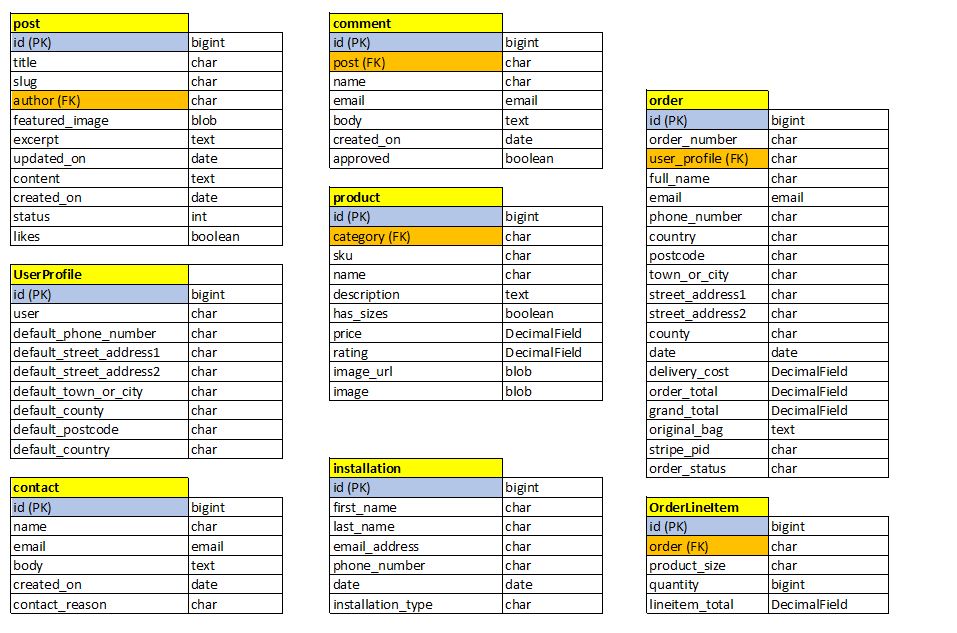 post
id (PK) bigint
title char
slug char
author (FK) char
featured_image blob
excerpt text
updated_on date
content text
created_on date
status int
likes boolean
UserProfile
id (PK) bigint
user char
default_phone_number char
default_street_address1 char
default_street_address2 char
default_town_or_city char
default_county char
default_postcode char
default_country char
contact
id (PK) bigint
name char
email email
body text
created_on date
contact_reason char
comment
id (PK) bigint
post (FK) char
name char
email email
body text
created_on date
approved boolean
product
id (PK) bigint
category (FK) char
sku char
name char
description text
has_sizes boolean
price DecimalField
rating DecimalField
image_url blob
image blob
installation
id (PK) bigint
first_name char
last_name char
email_address char
phone_number char
date date
installation_type char
order
id (PK) bigint
order_number char
user_profile (FK) char
full_name char
email email
phone_number char
country char
postcode char
town_or_city char
street_address1 char
street_address2 char
county char
date date
delivery_cost DecimalField
order_total DecimalField
grand_total DecimalField
original_bag text
stripe_pid char
order_status char
OrderLineItem
id (PK) bigint
order (FK) char
product_size char
quantity bigint
lineitem_total DecimalField